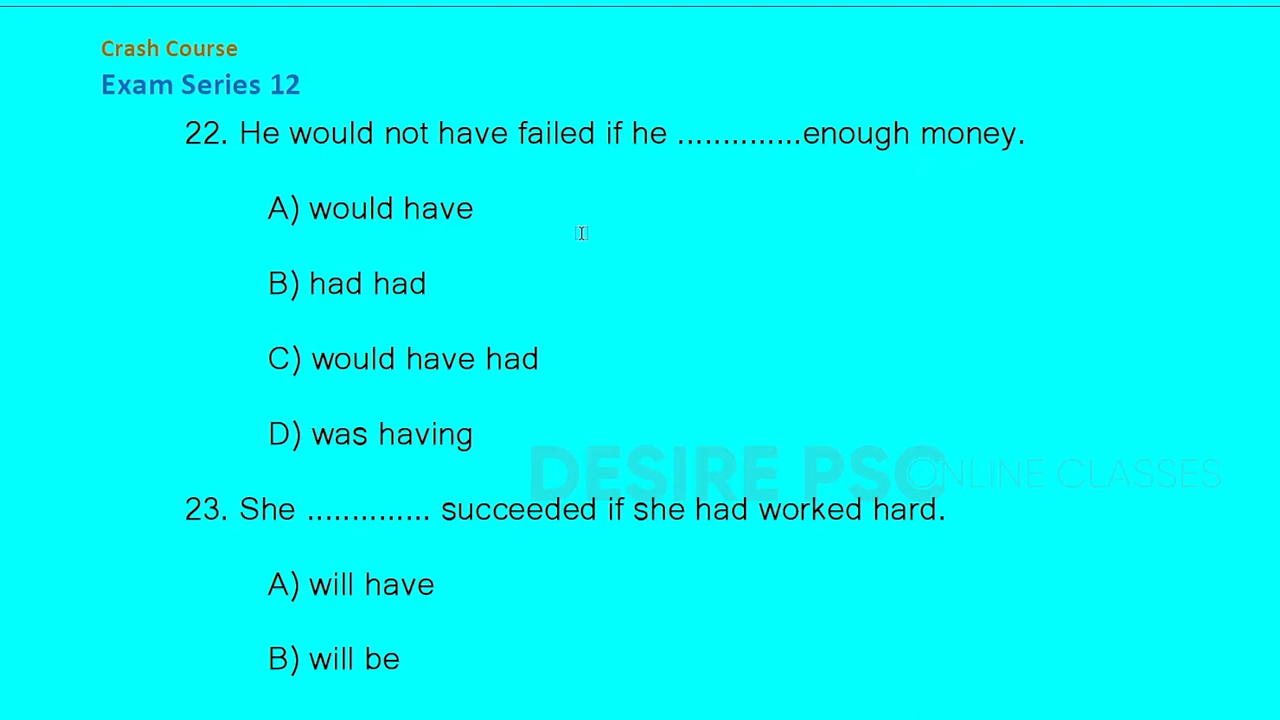 Crash Course
Exam Series 12
22. He would not have failed if he ..............enough money.
A) would have
B) had had
C) would have had
D) was having
DESIRE PSC ONLINE CLASSES
23. She .............. succeeded if she had worked hard.
A) will have
B) will be